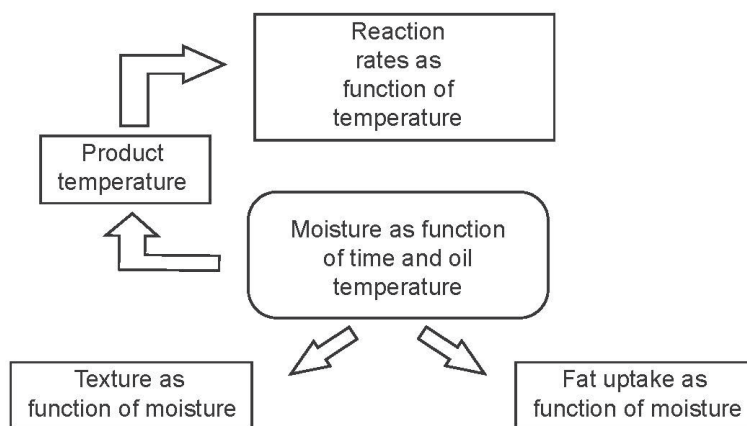 Reaction
rates as
function of
temperature
Product
temperature
Moisture as function
of time and oil
temperature
Texture as
function of moisture
Fat uptake as
function of moisture